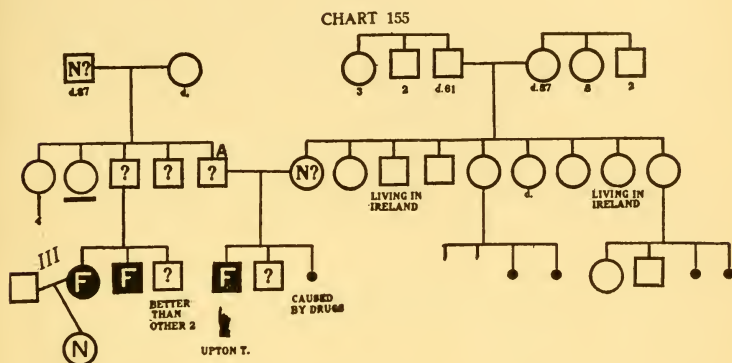 CHART 155
N?
d.87
d.
3
2
d.61
d.57
8
2
? ? ? A N?
LIVING IN
IRELAND
d.
LIVING IN
IRELAND
III
F F ?
BETTER
THAN
OTHER 2
F ?
CAUSED
BY DRUGS
N
UPTON T.